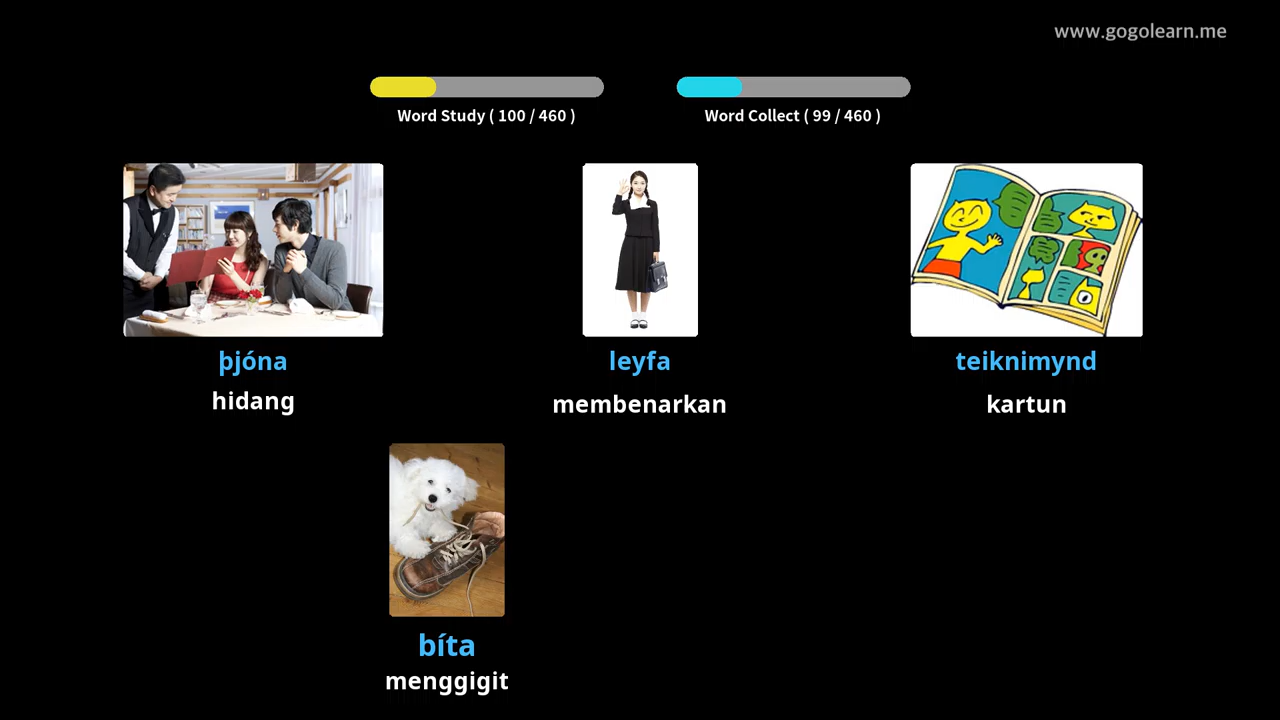 www.gogolearn.me
Word Study ( 100 / 460 )
Word Collect ( 99 / 460 )
þjóna
hidang
leyfa
membenarkan
teiknimynd
kartun
bíta
menggigit